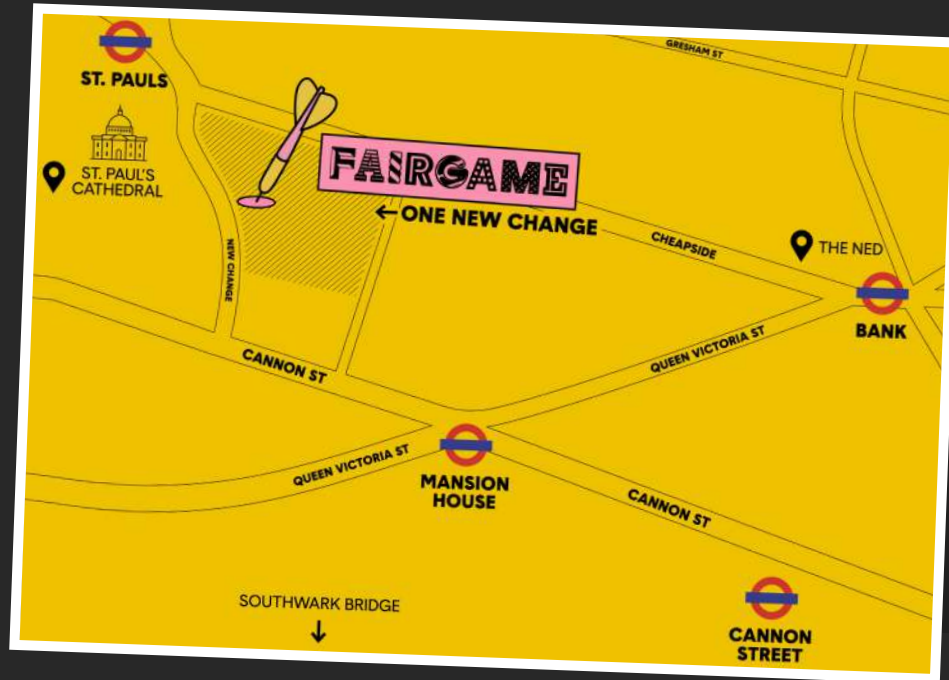 GRESHAM ST
ST. PAULS
ST. PAUL'S
CATHEDRAL
FAIRGAME
←ONE NEW CHANGE
NEW CHANGE
CHEAPSIDE
THE NED
BANK
CANNON ST
QUEEN VICTORIA ST
QUEEN VICTORIA ST
MANSION
HOUSE
CANNON ST
SOUTHWARK BRIDGE
↓
CANNON
STREET